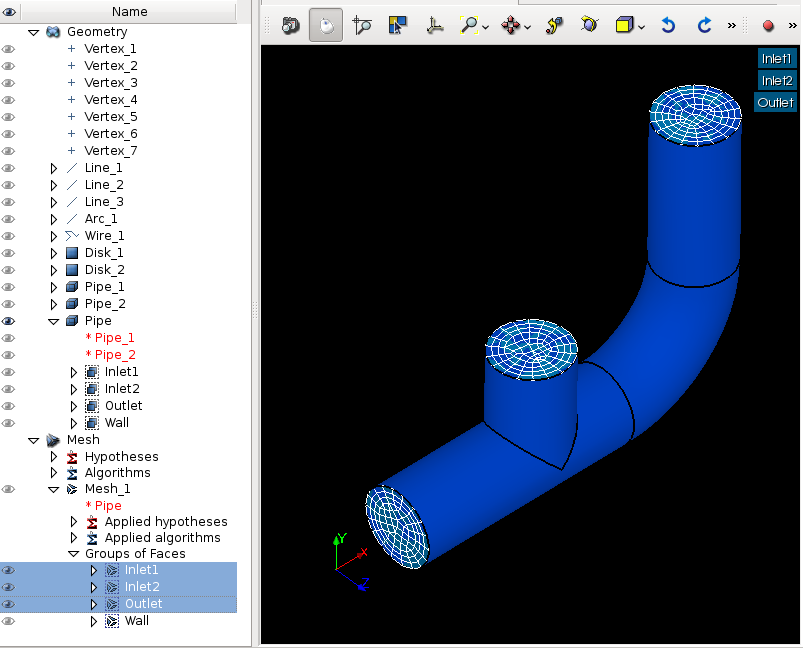 Name
Geometry
Vertex_1
Vertex_2
Vertex_3
Vertex_4
Vertex_5
Vertex_6
Vertex_7
Line_1
Line_2
Line_3
Arc_1
Wire_1
Disk_1
Disk_2
Pipe_1
Pipe_2
Pipe
* Pipe_1
* Pipe_2
Inlet1
Inlet2
Outlet
Wall
Mesh
Hypotheses
Algorithms
Mesh_1
* Pipe
Applied hypotheses
Applied algorithms
Groups of Faces
Inlet1
Inlet2
Outlet
Wall
»
»
Inlet1
Inlet2
Outlet
Y
X
Z